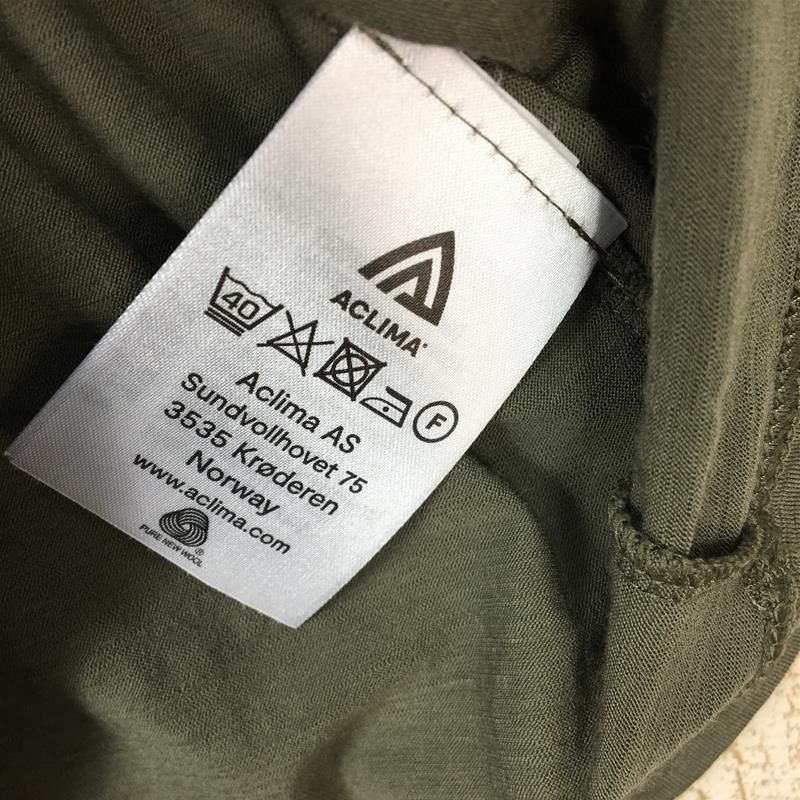 ACLIMA®
40
F
Aclima AS
Sundvollhovet 75
3535 Krøderen
Norway
www.aclima.com
®
PURE NEW WOOL